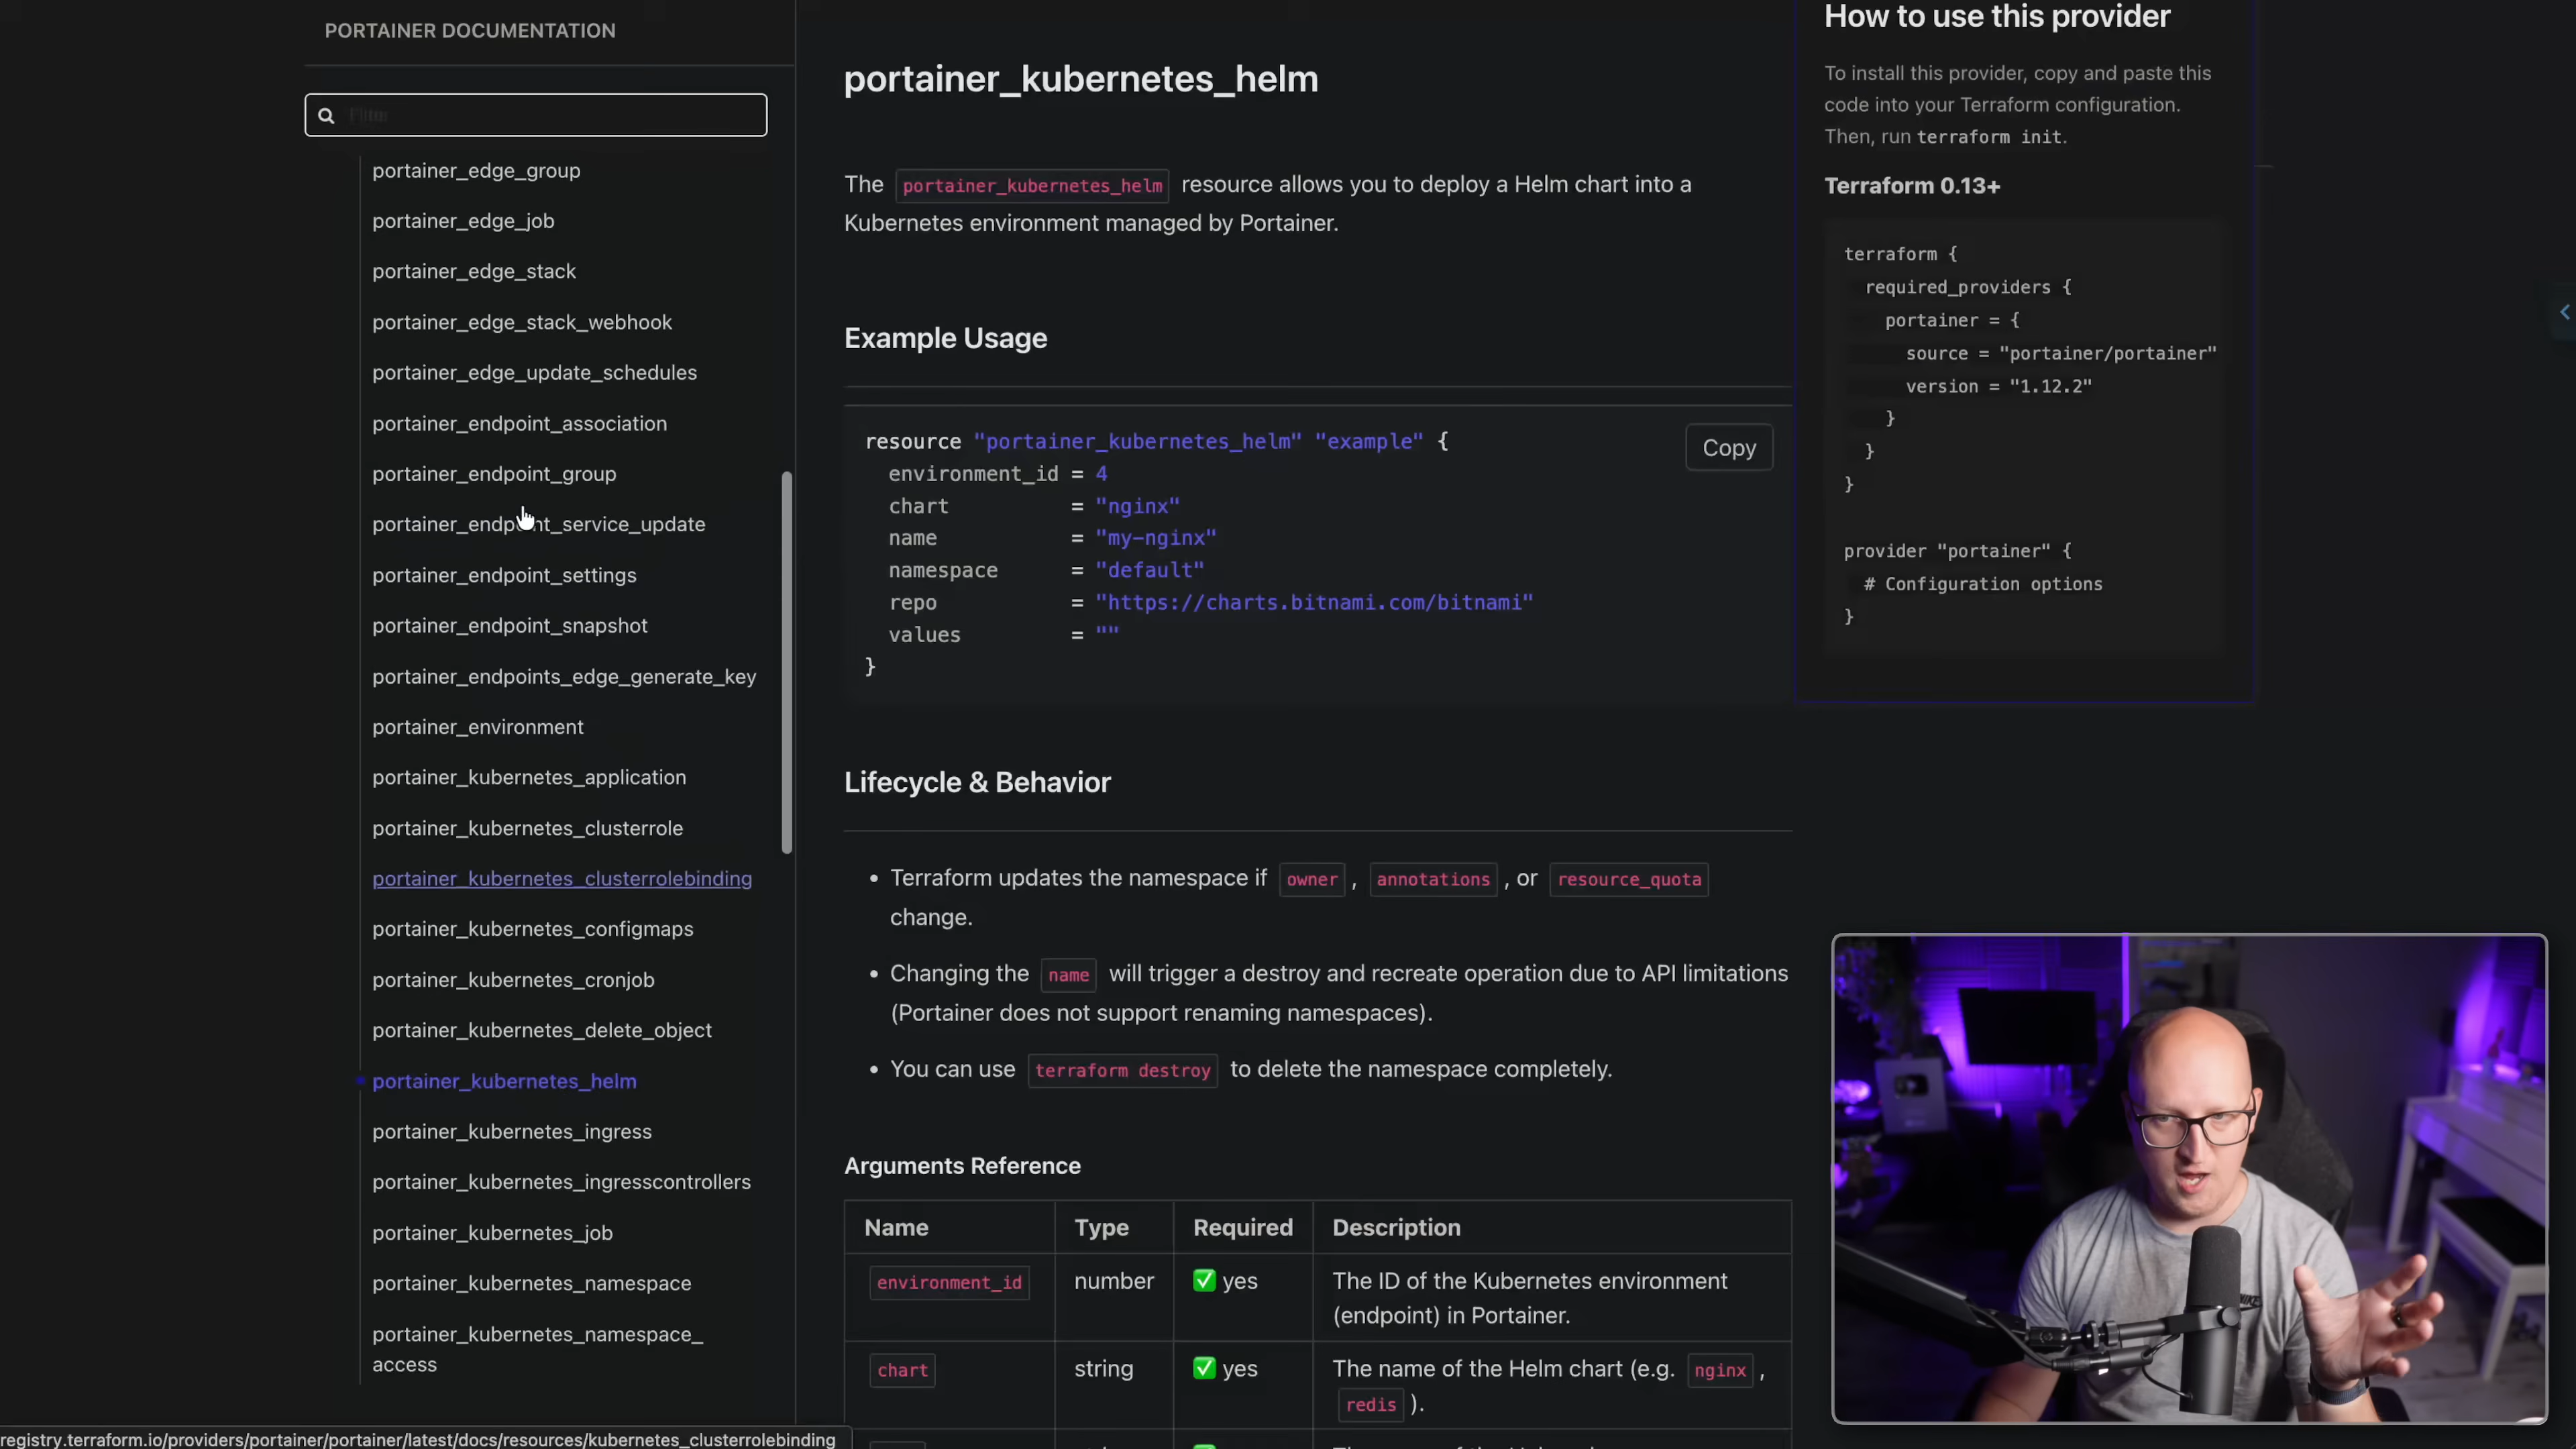 PORTAINER DOCUMENTATION
Filter
portainer_edge_group
portainer_edge_job
portainer_edge_stack
portainer_edge_stack_webhook
portainer_edge_update_schedules
portainer_endpoint_association
portainer_endpoint_group
portainer_endpoint_service_update
portainer_endpoint_settings
portainer_endpoint_snapshot
portainer_endpoints_edge_generate_key
portainer_environment
portainer_kubernetes_application
portainer_kubernetes_clusterrole
portainer_kubernetes_clusterrolebinding
portainer_kubernetes_configmaps
portainer_kubernetes_cronjob
portainer_kubernetes_delete_object
portainer_kubernetes_helm
portainer_kubernetes_ingress
portainer_kubernetes_ingresscontrollers
portainer_kubernetes_job
portainer_kubernetes_namespace
portainer_kubernetes_namespace_
access
registry.terraform.io/providers/portainer/portainer/latest/docs/resources/kubernetes_clusterrolebinding
portainer_kubernetes_helm
The portainer_kubernetes_helm resource allows you to deploy a Helm chart into a
Kubernetes environment managed by Portainer.
Example Usage
Copy
resource "portainer_kubernetes_helm" "example" {
environment_id = 4
chart = "nginx"
name = "my-nginx"
namespace = "default"
repo = "https://charts.bitnami.com/bitnami"
values = ""
}
Lifecycle & Behavior
• Terraform updates the namespace if owner , annotations , or resource_quota
change.
• Changing the name will trigger a destroy and recreate operation due to API limitations
(Portainer does not support renaming namespaces).
• You can use terraform destroy to delete the namespace completely.
Arguments Reference
Name Type Required Description
environment_id number ✅ yes The ID of the Kubernetes environment
(endpoint) in Portainer.
chart string ✅ yes The name of the Helm chart (e.g. nginx ,
redis ).
How to use this provider
To install this provider, copy and paste this
code into your Terraform configuration.
Then, run terraform init.
Terraform 0.13+
terraform {
required_providers {
portainer = {
source = "portainer/portainer"
version = "1.12.2"
}
}
}
provider "portainer" {
# Configuration options
}